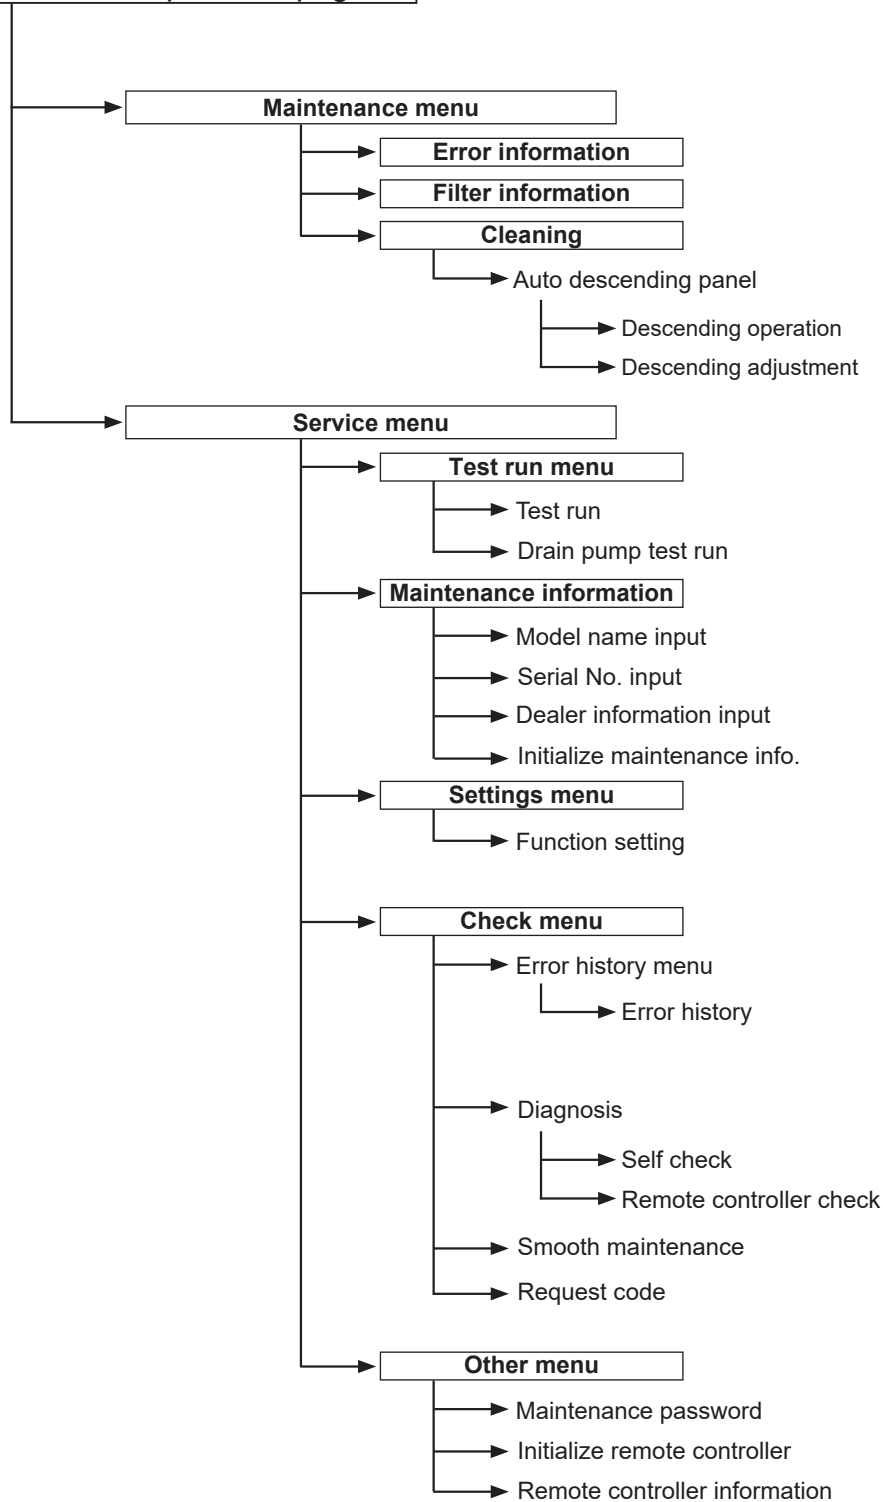 Maintenance menu
Error information
Filter information
Cleaning
Auto descending panel
Descending operation
Descending adjustment
Service menu
Test run menu
Test run
Drain pump test run
Maintenance information
Model name input
Serial No. input
Dealer information input
Initialize maintenance info.
Settings menu
Function setting
Check menu
Error history menu
Error history
Diagnosis
Self check
Remote controller check
Smooth maintenance
Request code
Other menu
Maintenance password
Initialize remote controller
Remote controller information